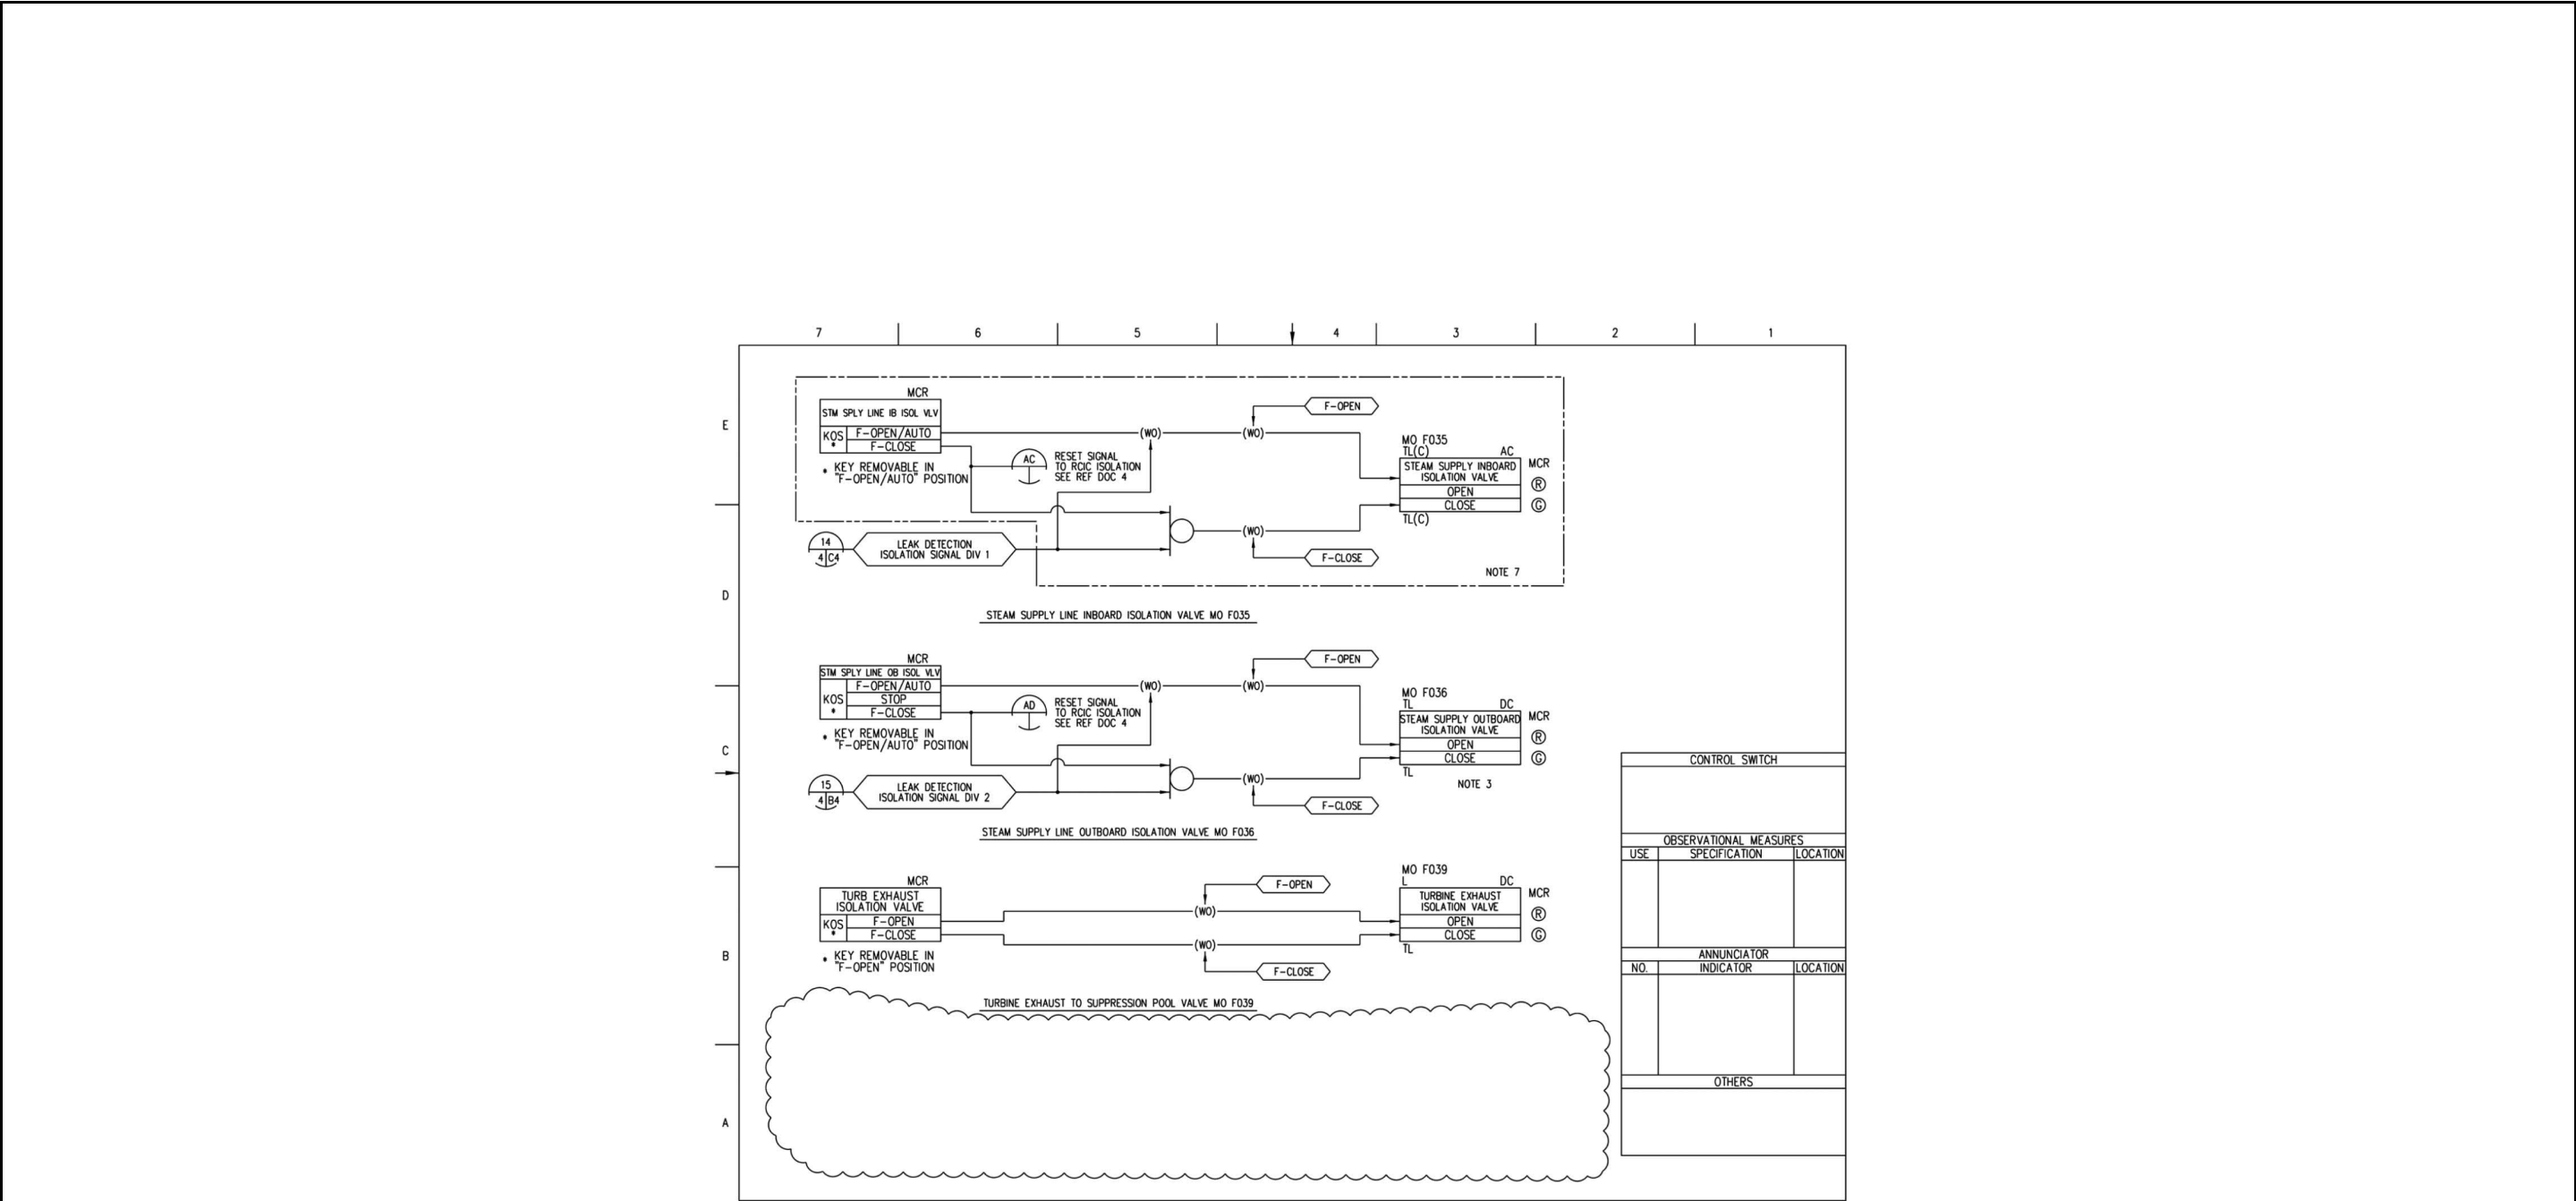 7 6 5 4 3 2 1
E
MCR
STM SPLY LINE IB ISOL VLV
KOS
*
F-OPEN/AUTO
F-CLOSE
* KEY REMOVABLE IN
"F-OPEN/AUTO" POSITION
AC
RESET SIGNAL
TO RCIC ISOLATION
SEE REF DOC 4
(WO)
(WO)
F-OPEN
MO F035
TL(C) AC
STEAM SUPPLY INBOARD
ISOLATION VALVE
OPEN
CLOSE
TL(C)
MCR
R
G
14
4 C4
LEAK DETECTION
ISOLATION SIGNAL DIV 1
(WO)
F-CLOSE
NOTE 7
D
STEAM SUPPLY LINE INBOARD ISOLATION VALVE MO F035
MCR
STM SPLY LINE OB ISOL VLV
KOS
*
F-OPEN/AUTO
STOP
F-CLOSE
* KEY REMOVABLE IN
"F-OPEN/AUTO" POSITION
AD
RESET SIGNAL
TO RCIC ISOLATION
SEE REF DOC 4
(WO)
(WO)
F-OPEN
MO F036
TL DC
STEAM SUPPLY OUTBOARD
ISOLATION VALVE
OPEN
CLOSE
TL
MCR
R
G
NOTE 3
C
15
4 B4
LEAK DETECTION
ISOLATION SIGNAL DIV 2
(WO)
F-CLOSE
STEAM SUPPLY LINE OUTBOARD ISOLATION VALVE MO F036
MCR
TURB EXHAUST
ISOLATION VALVE
KOS
*
F-OPEN
F-CLOSE
* KEY REMOVABLE IN
"F-OPEN" POSITION
F-OPEN
(WO)
(WO)
F-CLOSE
MO F039
L DC
TURBINE EXHAUST
ISOLATION VALVE
OPEN
CLOSE
TL
MCR
R
G
B
TURBINE EXHAUST TO SUPPRESSION POOL VALVE MO F039
A
CONTROL SWITCH
OBSERVATIONAL MEASURES
USE SPECIFICATION LOCATION
ANNUNCIATOR
NO. INDICATOR LOCATION
OTHERS